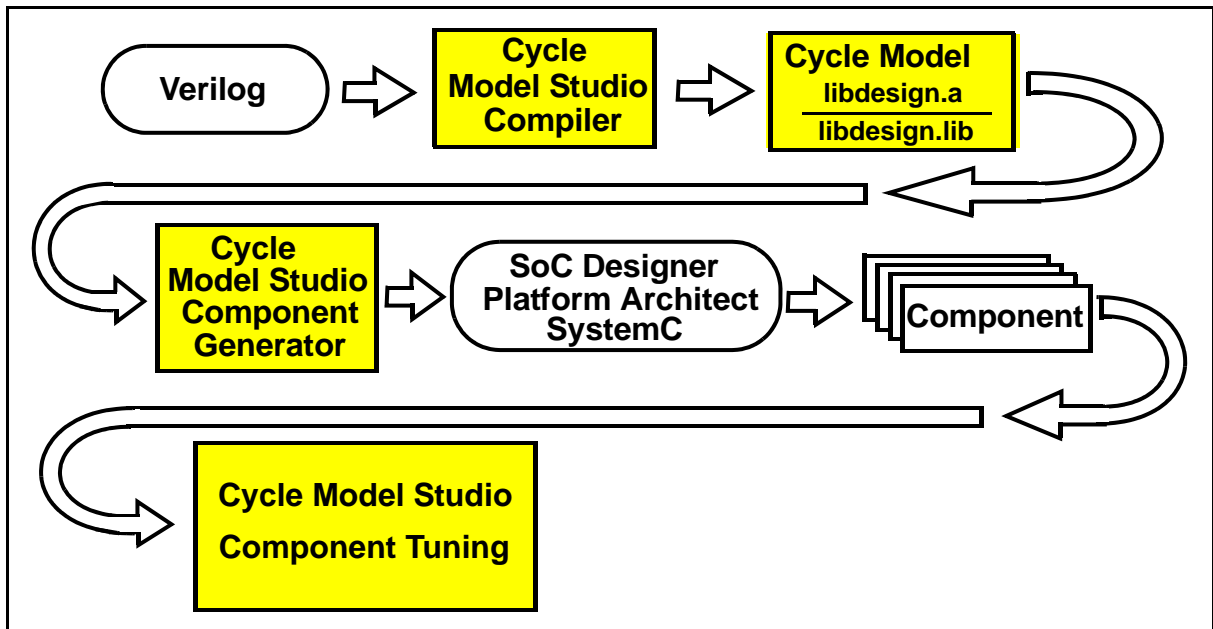 Verilog
Cycle
Model Studio
Compiler
Cycle Model
libdesign.a
libdesign.lib
Cycle
Model Studio
Component
Generator
SoC Designer
Platform Architect
SystemC
Component
Cycle Model Studio
Component Tuning